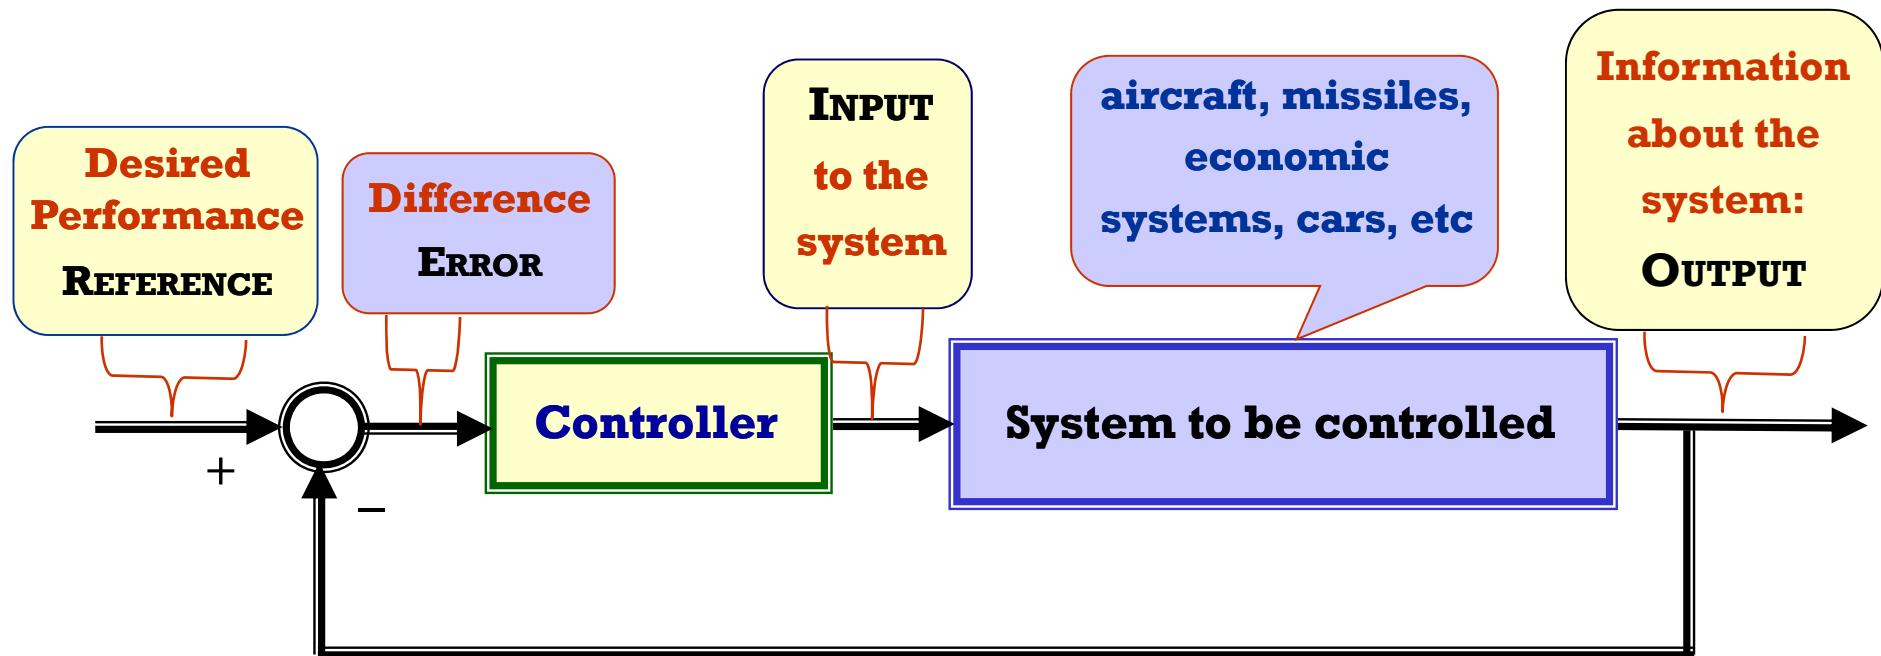 Desired
Performance
REFERENCE
Difference
ERROR
INPUT
to the
system
aircraft, missiles,
economic
systems, cars, etc
Information
about the
system:
OUTPUT
Controller
System to be controlled
+
−